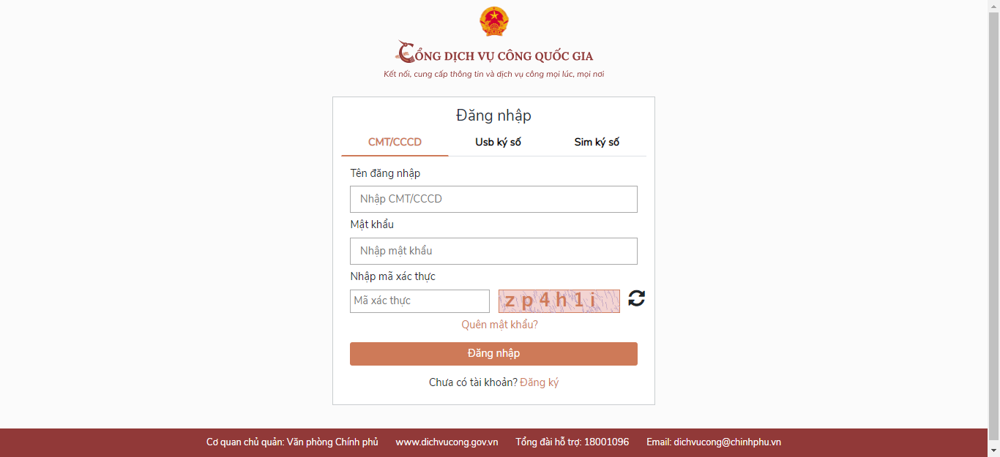 CỔNG DỊCH VỤ CÔNG QUỐC GIA
Kết nối, cung cấp thông tin và dịch vụ công mọi lúc, mọi nơi
Đăng nhập
CMT/CCCD Usb ký số Sim ký số
Tên đăng nhập
Nhập CMT/CCCD
Mật khẩu
Nhập mật khẩu
Nhập mã xác thực
Mã xác thực zp4h1i
Quên mật khẩu?
Đăng nhập
Chưa có tài khoản? Đăng ký
Cơ quan chủ quản: Văn phòng Chính phủ www.dichvucong.gov.vn Tổng đài hỗ trợ: 18001096 Email: dichvucong@chinhphu.vn